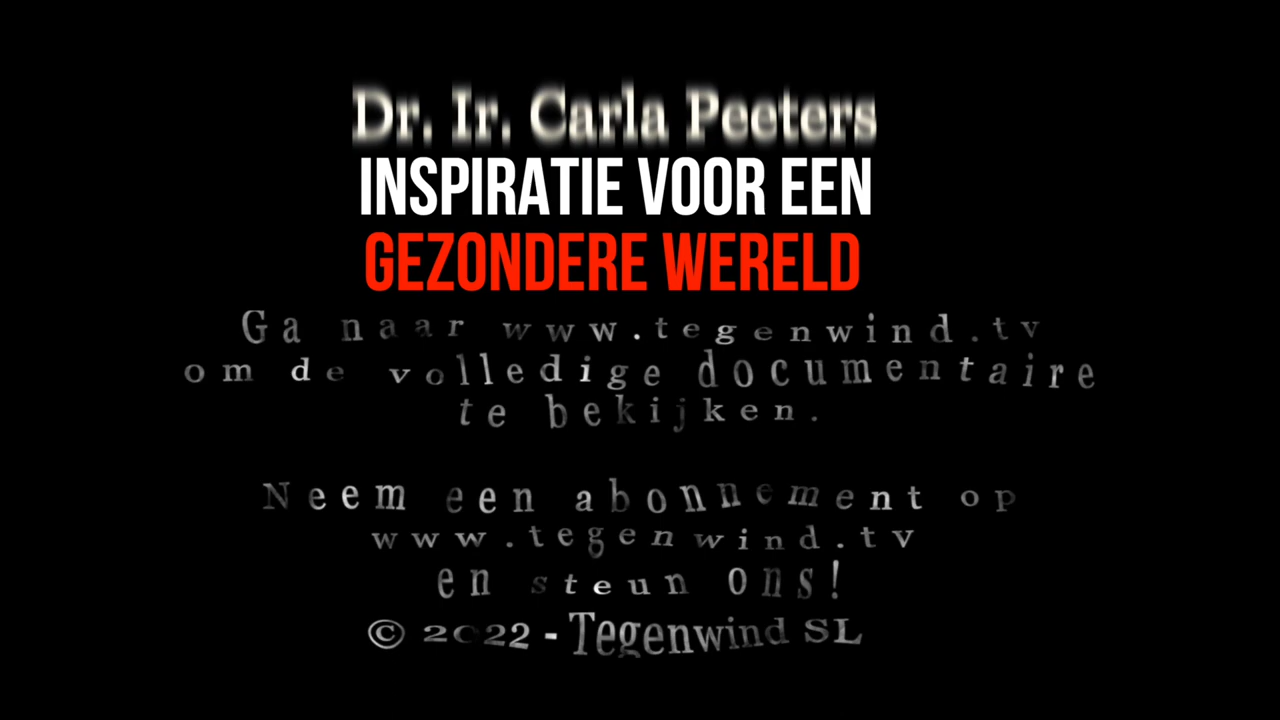 Dr. Ir. Carla Peeters
INSPIRATIE VOOR EEN
GEZONDERE WERELD
Ga naar www.tegenwind.tv
om de volledige documentaire
te bekijken.
Neem een abonnement op
www.tegenwind.tv
en steun ons!
© 2022 - Tegenwind SL